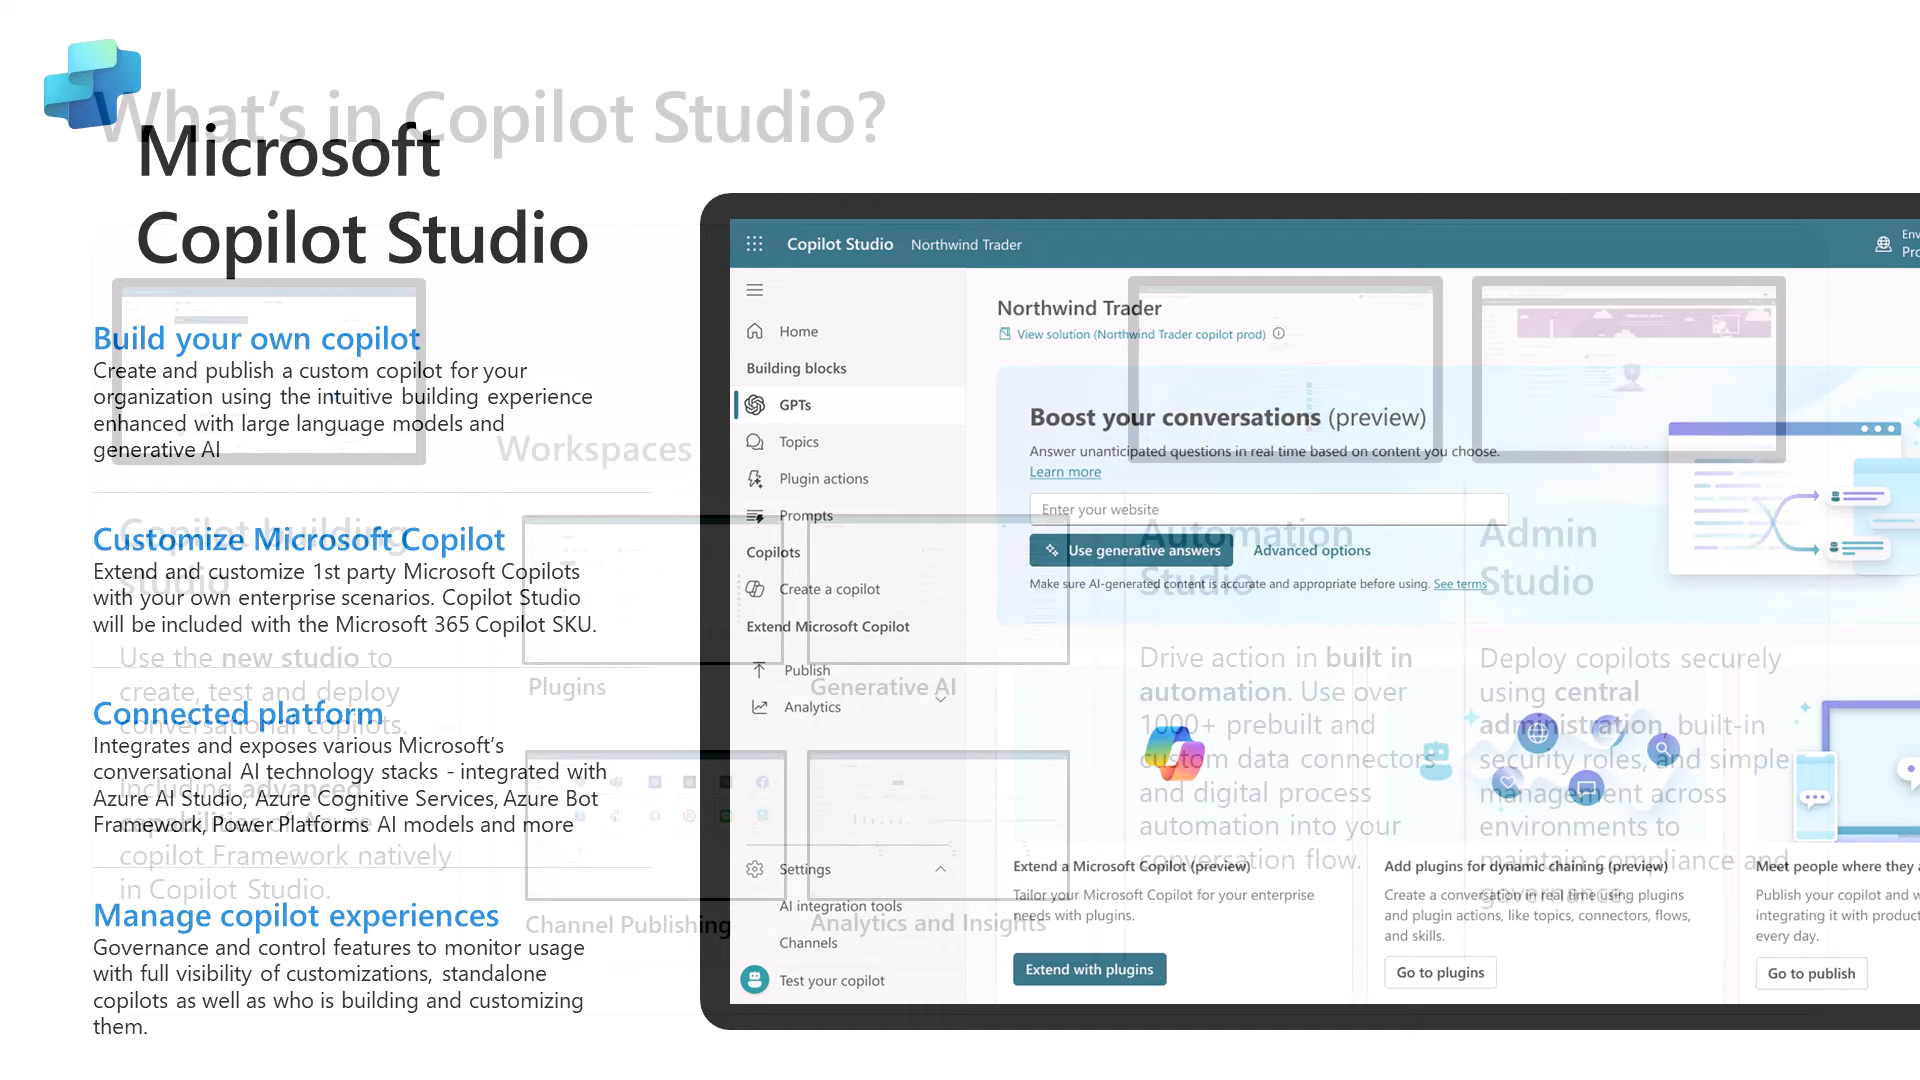 What's in Copilot Studio?
Microsoft
Copilot Studio
Build your own copilot
Create and publish a custom copilot for your
organization using the intuitive building experience
enhanced with large language models and
generative AI
Customize Microsoft Copilot
Extend and customize 1st party Microsoft Copilots
with your own enterprise scenarios. Copilot Studio
will be included with the Microsoft 365 Copilot SKU.
Connected platform
Integrates and exposes various Microsoft's
conversational AI technology stacks - integrated with
Azure AI Studio, Azure Cognitive Services, Azure Bot
Framework, Power Platforms AI models and more
Manage copilot experiences
Governance and control features to monitor usage
with full visibility of customizations, standalone
copilots as well as who is building and customizing
them.
Copilot building
studio
Use the new studio to
create, test and deploy
conversational copilots.
Including advanced
capabilities of Azure
copilot Framework natively
in Copilot Studio.
Workspaces
Plugins
Generative AI
Channel Publishing
Analytics and Insights
Automation
Studio
Drive action in built in
automation. Use over
1000+ prebuilt and
custom data connectors
and digital process
automation into your
conversation flow.
Admin
Studio
Deploy copilots securely
using central
administration, built-in
security roles, and simple
management across
environments to
maintain compliance and
governance
Copilot Studio Northwind Trader
Home
Building blocks
GPTs
Topics
Plugin actions
Prompts
Copilots
Create a copilot
Extend Microsoft Copilot
Publish
Analytics
Settings
AI integration tools
Channels
Test your copilot
Northwind Trader
View solution (Northwind Trader copilot prod)
Boost your conversations (preview)
Answer unanticipated questions in real time based on content you choose.
Learn more
Enter your website
Use generative answers Advanced options
Make sure AI-generated content is accurate and appropriate before using. See terms
Extend a Microsoft Copilot (preview)
Tailor your Microsoft Copilot for your enterprise
needs with plugins.
Extend with plugins
Add plugins for dynamic chaining (preview)
Create a conversation in real time using plugins
and plugin actions, like topics, connectors, flows,
and skills.
Go to plugins
Meet people where they a
Publish your copilot and w
integrating it with product
every day.
Go to publish